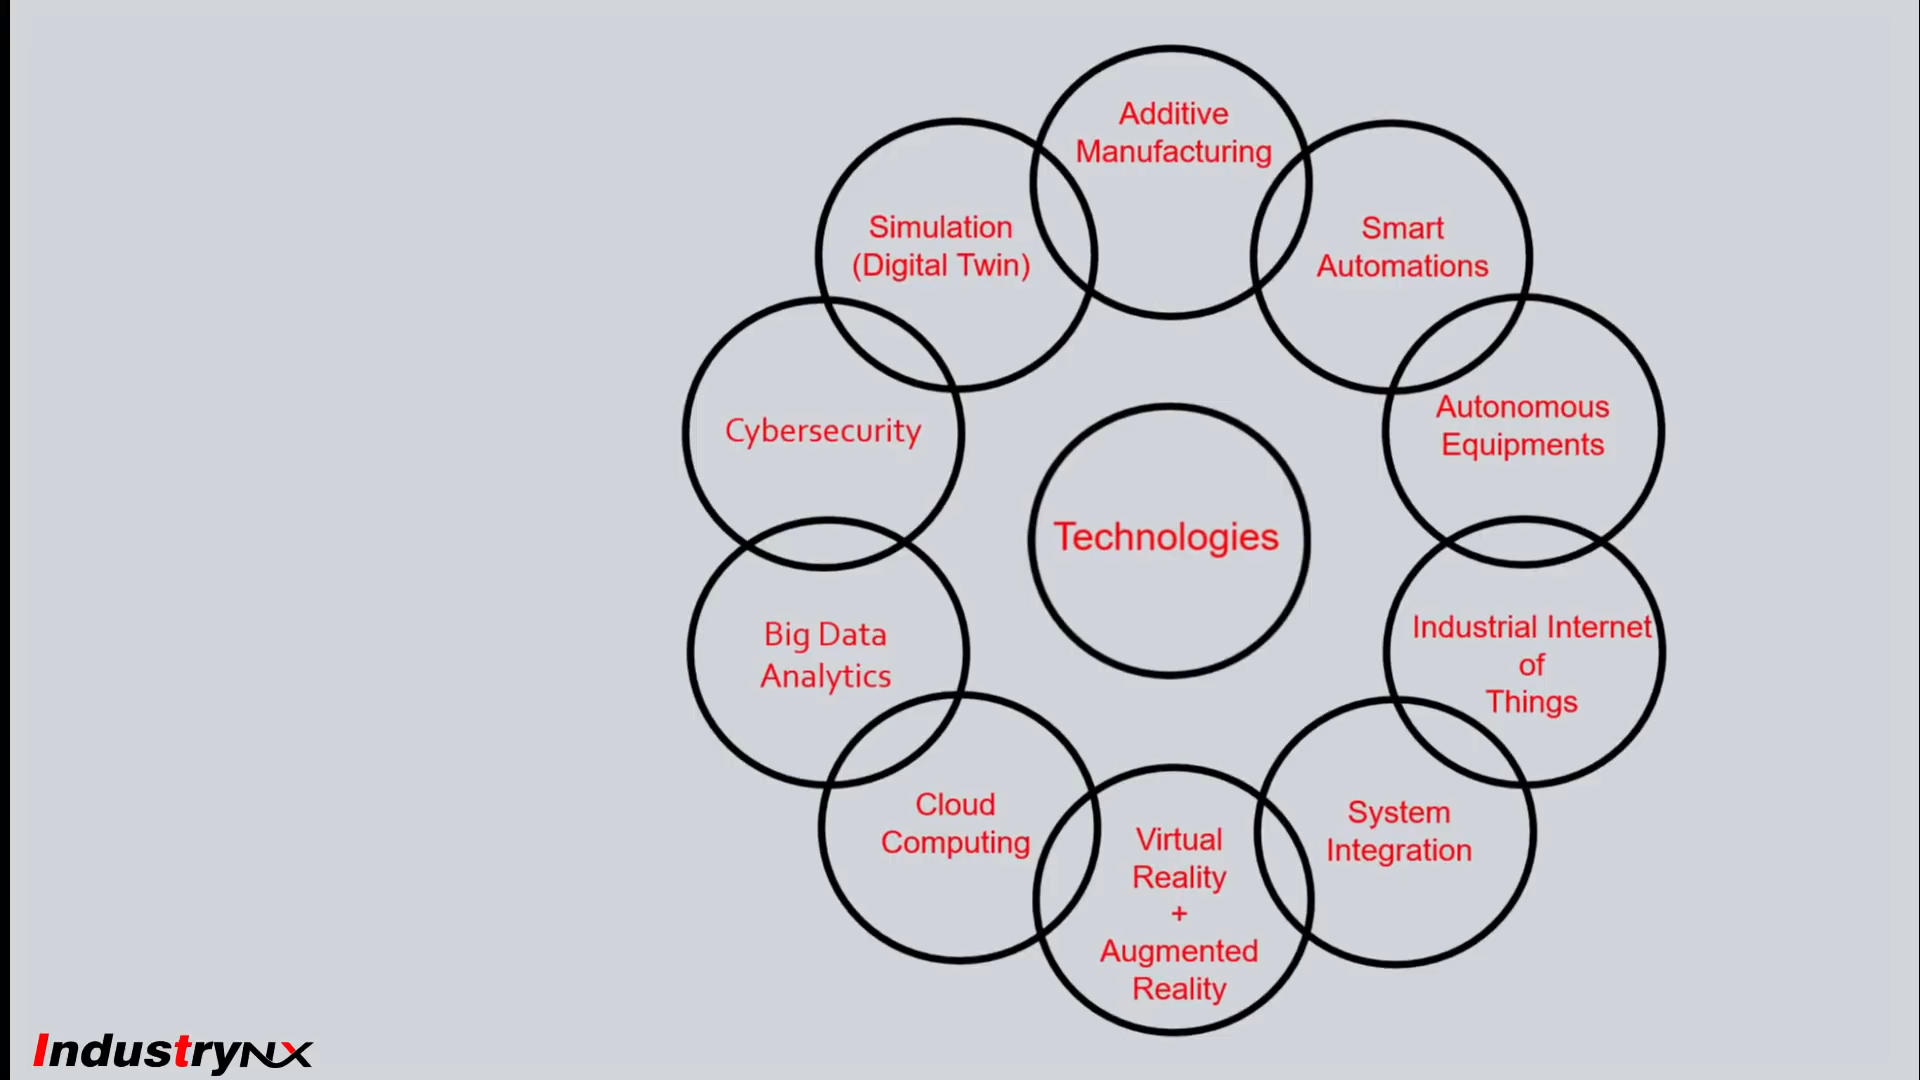 Additive
Manufacturing
Simulation
(Digital Twin)
Smart
Automations
Cybersecurity
Autonomous
Equipments
Technologies
Big Data
Analytics
Industrial Internet
of
Things
Cloud
Computing
System
Integration
Virtual
Reality
+
Augmented
Reality
IndustryNX